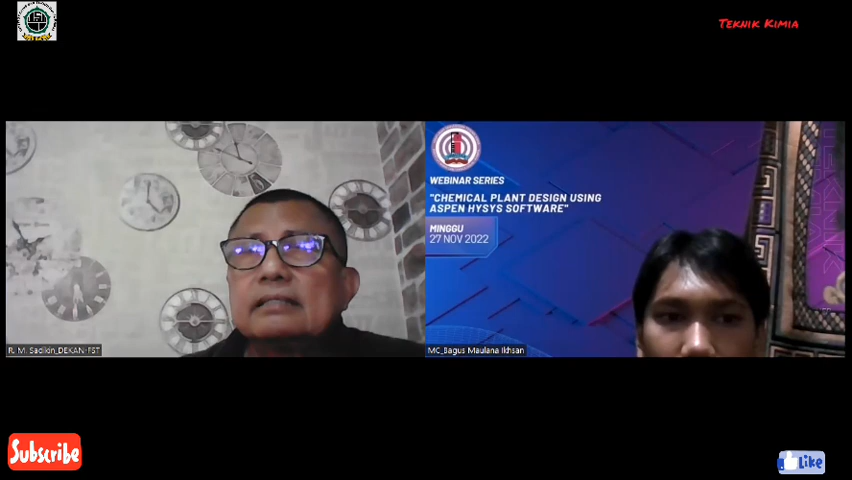 TEKNIK KIMIA
WEBINAR SERIES
"CHEMICAL PLANT DESIGN USING
ASPEN HYSYS SOFTWARE"
MINGGU
27 NOV 2022
R. M. Sadikin_DEKAN-FST
MC_Bagus Maulana Ikhsan
Subscribe
Like